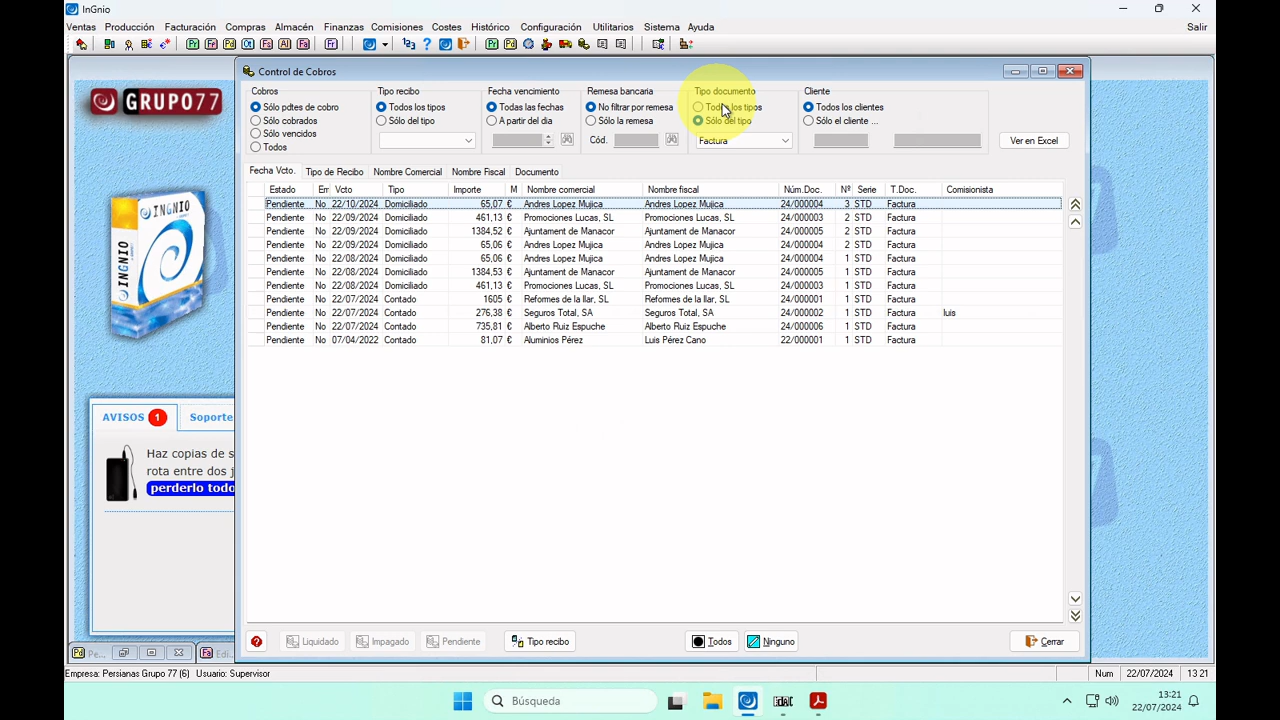 InGnio
Ventas Producción Facturación Compras Almacén Finanzas Comisiones Costes Histórico Configuración Utilitarios Sistema Ayuda Salir
GRUPO77
INGNIO
INGNIO
AVISOS 1 Soporte
Haz copias de s
rota entre dos j
perderlo todo
Control de Cobros
Cobros Tipo recibo Fecha vencimiento Remesa bancaria Tipo documento Cliente
Sólo pdtes de cobro Todos los tipos Todas las fechas No filtrar por remesa Todos los tipos Todos los clientes
Sólo cobrados Sólo del tipo A partir del día Sólo la remesa Sólo del tipo Sólo el cliente ...
Sólo vencidos
Todos Cód. Factura Ver en Excel
Fecha Vcto. Tipo de Recibo Nombre Comercial Nombre Fiscal Documento
Estado Em Vcto Tipo Importe M Nombre comercial Nombre fiscal Núm.Doc. Nº Serie T.Doc. Comisionista
Pendiente No 22/10/2024 Domiciliado 65,07 € Andres Lopez Mujica Andres Lopez Mujica 24/000004 3 STD Factura
Pendiente No 22/09/2024 Domiciliado 461,13 € Promociones Lucas, SL Promociones Lucas, SL 24/000003 2 STD Factura
Pendiente No 22/09/2024 Domiciliado 1384,52 € Ajuntament de Manacor Ajuntament de Manacor 24/000005 2 STD Factura
Pendiente No 22/09/2024 Domiciliado 65,06 € Andres Lopez Mujica Andres Lopez Mujica 24/000004 2 STD Factura
Pendiente No 22/08/2024 Domiciliado 65,06 € Andres Lopez Mujica Andres Lopez Mujica 24/000004 1 STD Factura
Pendiente No 22/08/2024 Domiciliado 1384,53 € Ajuntament de Manacor Ajuntament de Manacor 24/000005 1 STD Factura
Pendiente No 22/08/2024 Domiciliado 461,13 € Promociones Lucas, SL Promociones Lucas, SL 24/000003 1 STD Factura
Pendiente No 22/07/2024 Contado 1605 € Reformes de la llar, SL Reformes de la llar, SL 24/000001 1 STD Factura
Pendiente No 22/07/2024 Contado 276,38 € Seguros Total, SA Seguros Total, SA 24/000002 1 STD Factura luis
Pendiente No 22/07/2024 Contado 735,81 € Alberto Ruiz Espuche Alberto Ruiz Espuche 24/000006 1 STD Factura
Pendiente No 07/04/2022 Contado 81,07 € Aluminios Pérez Luis Pérez Cano 22/000001 1 STD Factura
Liquidado Impagado Pendiente Tipo recibo Todos Ninguno Cerrar
Pd Pe... Fa Edi...
Empresa: Persianas Grupo 77 (6) Usuario: Supervisor Num 22/07/2024 13 21
Búsqueda
13:21
22/07/2024